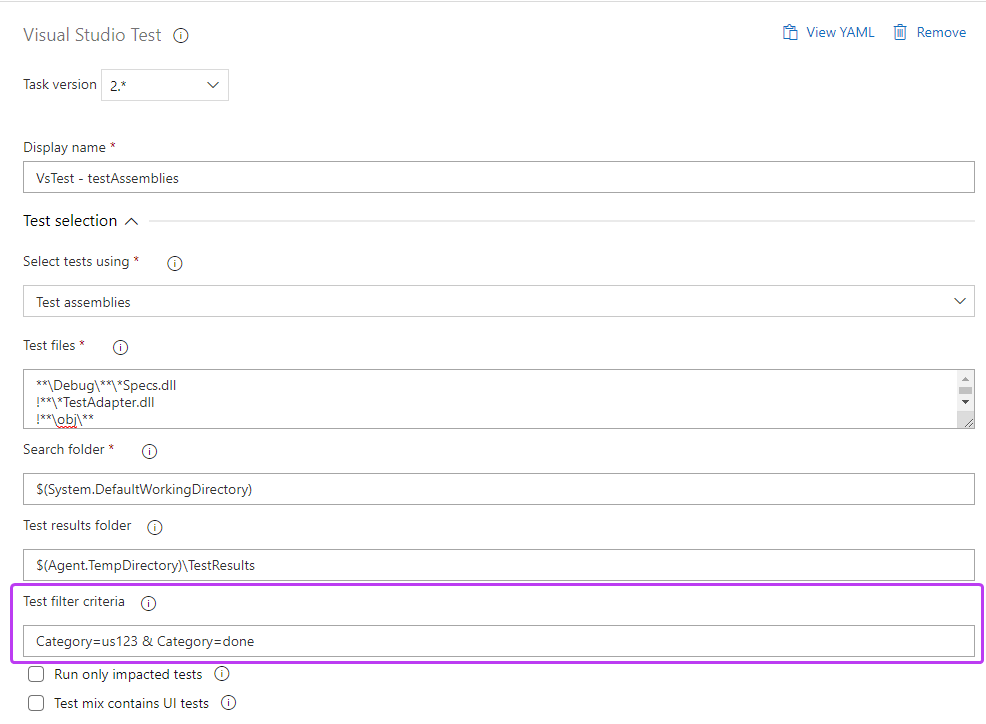 Visual Studio Test
View YAML
Remove
Task version 2.*
Display name *
VsTest - testAssemblies
Test selection
Select tests using *
Test assemblies
Test files *
**\Debug\**\*Specs.dll
!**\*TestAdapter.dll
!**\obj\**
Search folder *
$(System.DefaultWorkingDirectory)
Test results folder
$(Agent.TempDirectory)\TestResults
Test filter criteria
Category=us123 & Category=done
Run only impacted tests
Test mix contains UI tests